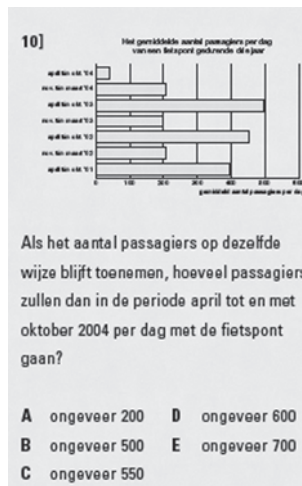 10]
Het gemiddelde aantal passagiers per dag
van een fietspont gedurende drie jaar
april t/m okt. '04
nov. t/m maart '04
april t/m okt. '03
nov. t/m maart '03
april t/m okt. '02
nov. t/m maart '02
april t/m okt. '01
0 100 200 300 400 500 600
gemiddeld aantal passagiers per dag
Als het aantal passagiers op dezelfde
wijze blijft toenemen, hoeveel passagiers
zullen dan in de periode april tot en met
oktober 2004 per dag met de fietspont
gaan?
A ongeveer 200 D ongeveer 600
B ongeveer 500 E ongeveer 700
C ongeveer 550